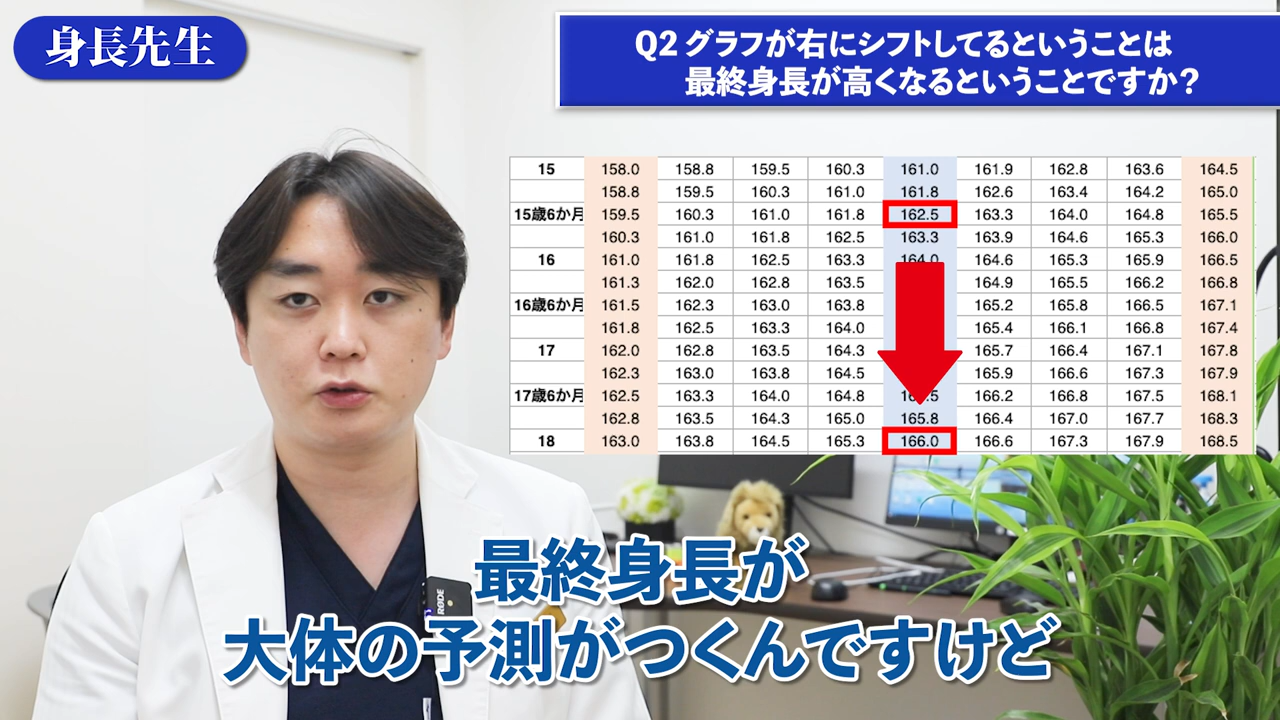 身長先生
Q2 グラフが右にシフトしてるということは
最終身長が高くなるということですか?
15 158.0 158.8 159.5 160.3 161.0 161.9 162.8 163.6 164.5
158.8 159.5 160.3 161.0 161.8 162.6 163.4 164.2 165.0
15歳6か月 159.5 160.3 161.0 161.8 162.5 163.3 164.0 164.8 165.5
160.3 161.0 161.8 162.5 163.3 163.9 164.6 165.3 166.0
16 161.0 161.8 162.5 163.3 164.0 164.6 165.3 165.9 166.5
161.3 162.0 162.8 163.5 164.9 165.5 166.2 166.8
16歳6か月 161.5 162.3 163.0 163.8 165.2 165.8 166.5 167.1
161.8 162.5 163.3 164.0 165.4 166.1 166.8 167.4
17 162.0 162.8 163.5 164.3 165.7 166.4 167.1 167.8
162.3 163.0 163.8 164.5 165.9 166.6 167.3 167.9
17歳6か月 162.5 163.3 164.0 164.8 166.2 166.8 167.5 168.1
162.8 163.5 164.3 165.0 165.8 166.4 167.0 167.7 168.3
18 163.0 163.8 164.5 165.3 166.0 166.6 167.3 167.9 168.5
RØDE
最終身長が
大体の予測がつくんですけど